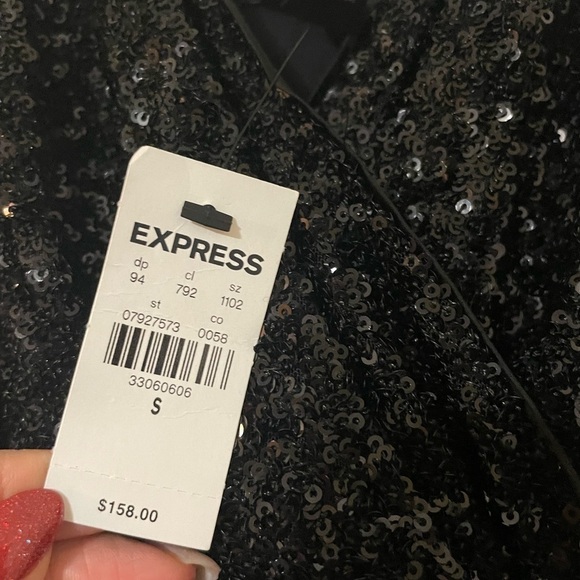 EXPRESS
dp cl sz
94 792 1102
st co
07927573 0058
33060606
S
$158.00